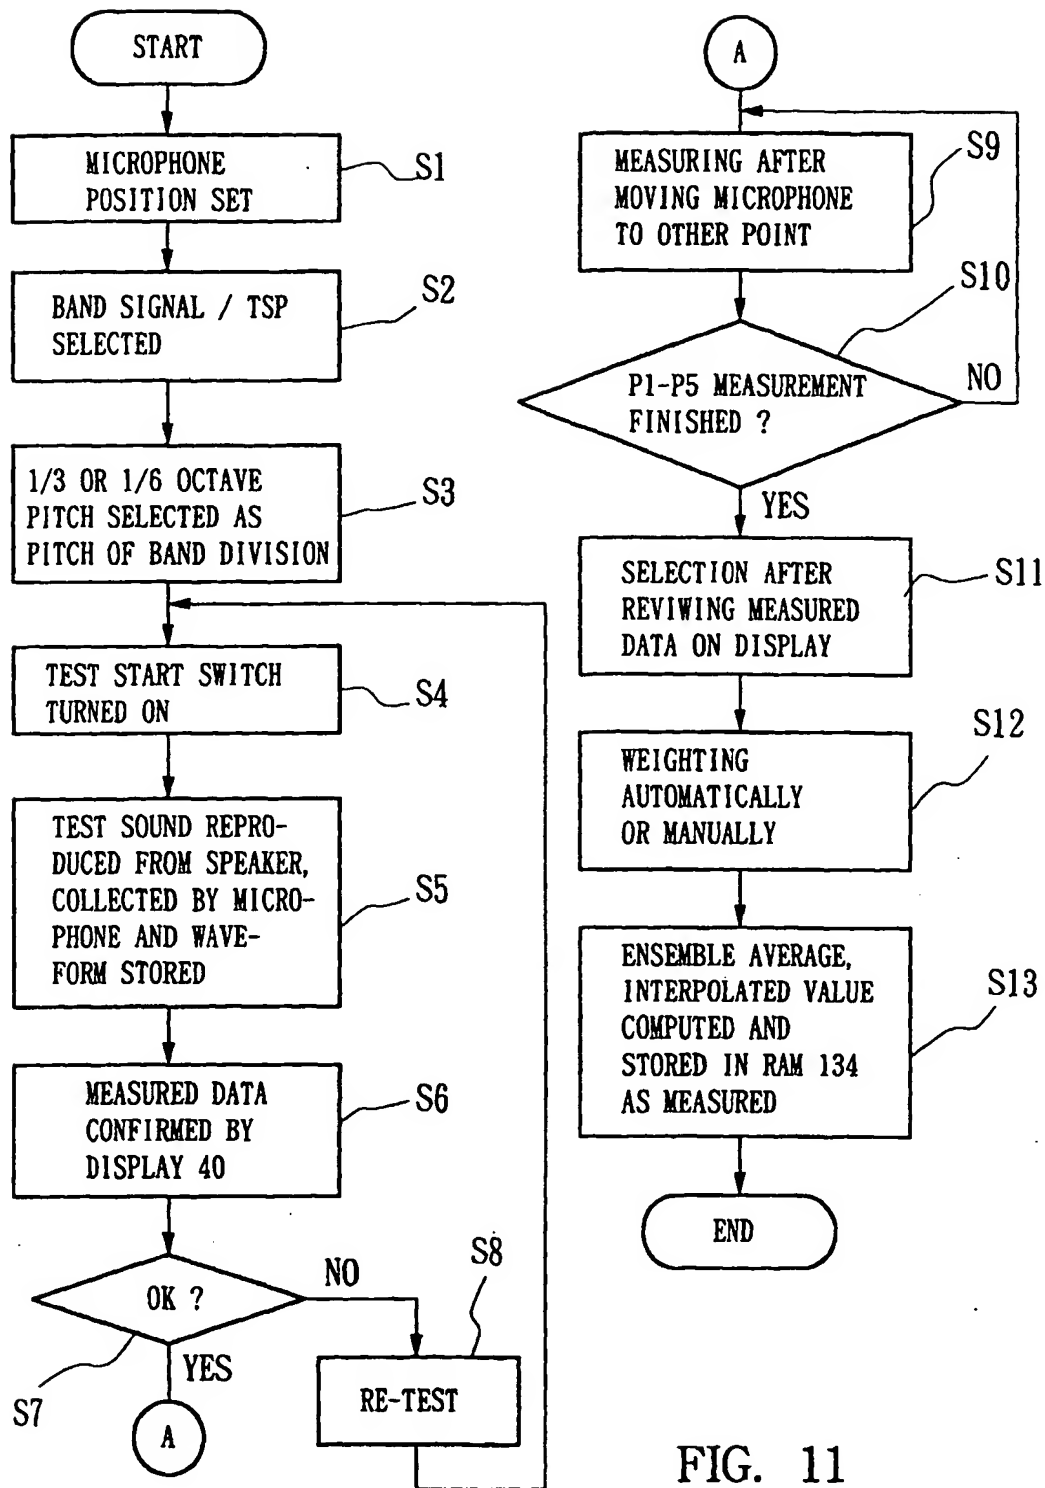 START
MICROPHONE
POSITION SET
S1
BAND SIGNAL / TSP
SELECTED
S2
1/3 OR 1/6 OCTAVE
PITCH SELECTED AS
PITCH OF BAND DIVISION
S3
TEST START SWITCH
TURNED ON
S4
TEST SOUND REPRO-
DUCED FROM SPEAKER,
COLLECTED BY MICRO-
PHONE AND WAVE-
FORM STORED
S5
MEASURED DATA
CONFIRMED BY
DISPLAY 40
S6
OK ?
NO
S8
S7
YES
RE-TEST
A
A
MEASURING AFTER
MOVING MICROPHONE
TO OTHER POINT
S9
S10
P1-P5 MEASUREMENT
FINISHED ?
NO
YES
SELECTION AFTER
REVIWING MEASURED
DATA ON DISPLAY
S11
WEIGHTING
AUTOMATICALLY
OR MANUALLY
S12
ENSEMBLE AVERAGE,
INTERPOLATED VALUE
COMPUTED AND
STORED IN RAM 134
AS MEASURED
S13
END
FIG. 11